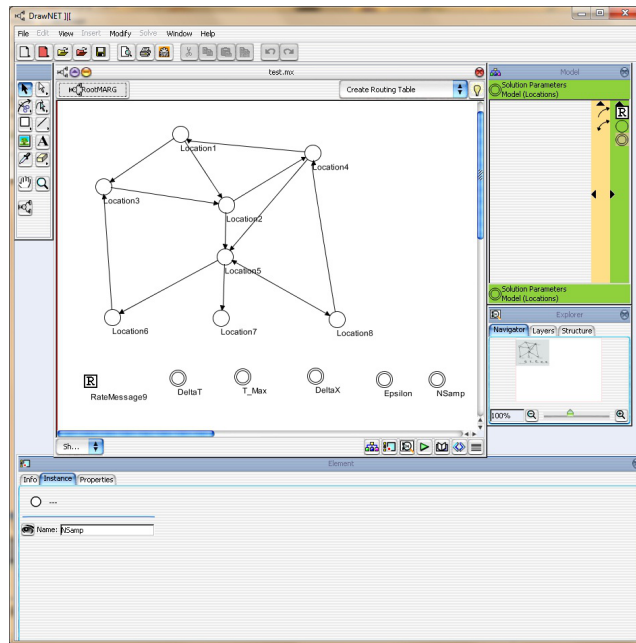 DrawNET ][[
File Edit View Insert Modify Solve Window Help
test.mx
RootMARG
Create Routing Table
Location1
Location4
Location3
Location2
Location5
Location6
Location7
Location8
R
RateMessage9
DeltaT
T_Max
DeltaX
Epsilon
NSamp
Sh...
Model
Solution Parameters
Model (Locations)
R
Solution Parameters
Model (Locations)
Explorer
Navigator Layers Structure
100%
Element
Info Instance Properties
---
Name: NSamp